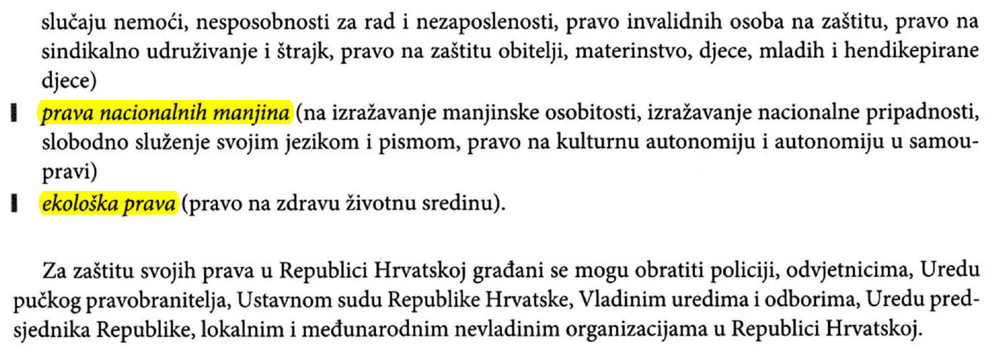 slučaju nemoći, nesposobnosti za rad i nezaposlenosti, pravo invalidnih osoba na zaštitu, pravo na
sindikalno udruživanje i štrajk, pravo na zaštitu obitelji, materinstvo, djece, mladih i hendikepirane
djece)
prava nacionalnih manjina (na izražavanje manjinske osobitosti, izražavanje nacionalne pripadnosti,
slobodno služenje svojim jezikom i pismom, pravo na kulturnu autonomiju i autonomiju u samou-
pravi)
ekološka prava (pravo na zdravu životnu sredinu).
Za zaštitu svojih prava u Republici Hrvatskoj građani se mogu obratiti policiji, odvjetnicima, Uredu
pučkog pravobranitelja, Ustavnom sudu Republike Hrvatske, Vladinim uredima i odborima, Uredu pred-
sjednika Republike, lokalnim i međunarodnim nevladinim organizacijama u Republici Hrvatskoj.